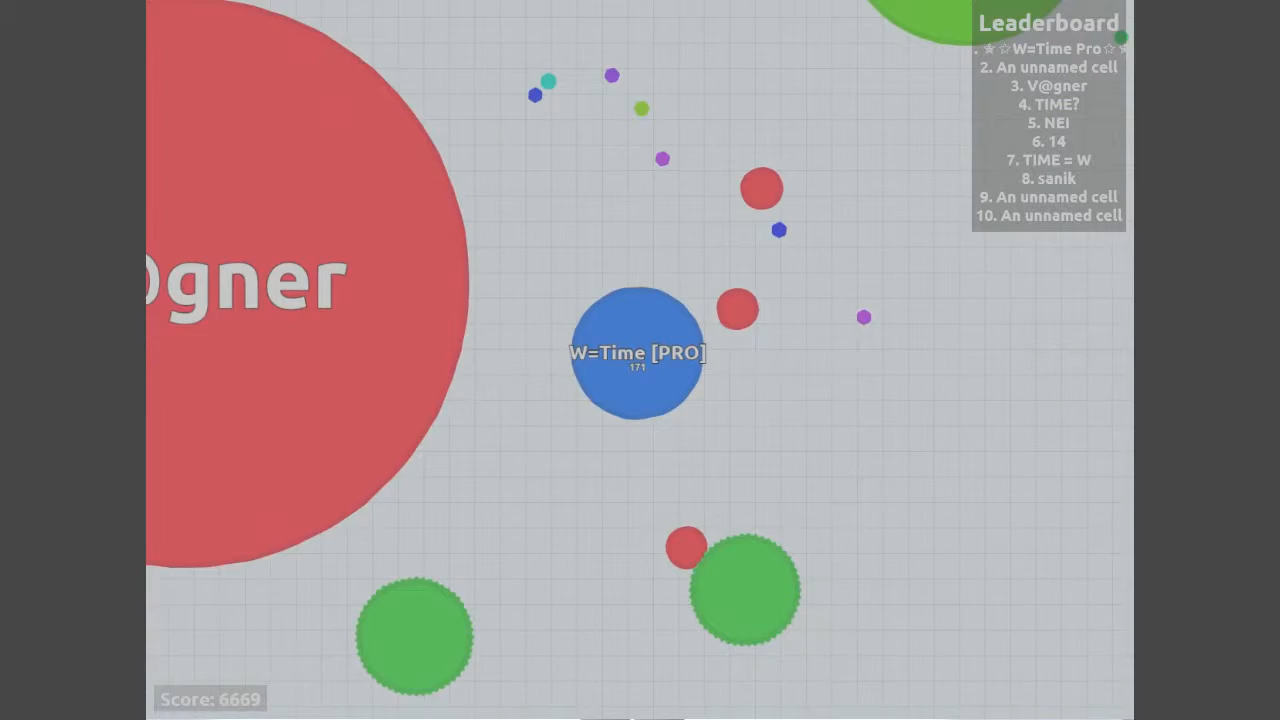 Leaderboard
. ☆☆W=Time Pro☆☆
2. An unnamed cell
3. V@gner
4. TIME?
5. NEI
6. 14
7. TIME = W
8. sanik
9. An unnamed cell
10. An unnamed cell
@gner
W=Time [PRO]
171
Score: 6669